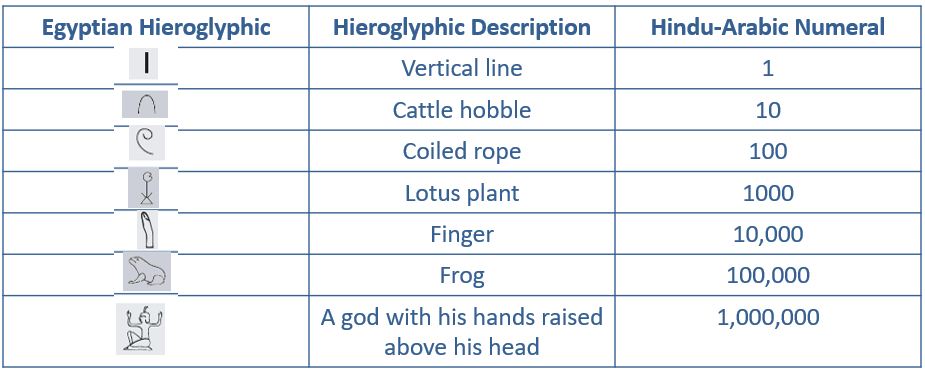 Egyptian Hieroglyphic Hieroglyphic Description Hindu-Arabic Numeral
Vertical line 1
Cattle hobble 10
Coiled rope 100
Lotus plant 1000
Finger 10,000
Frog 100,000
A god with his hands raised 1,000,000
above his head